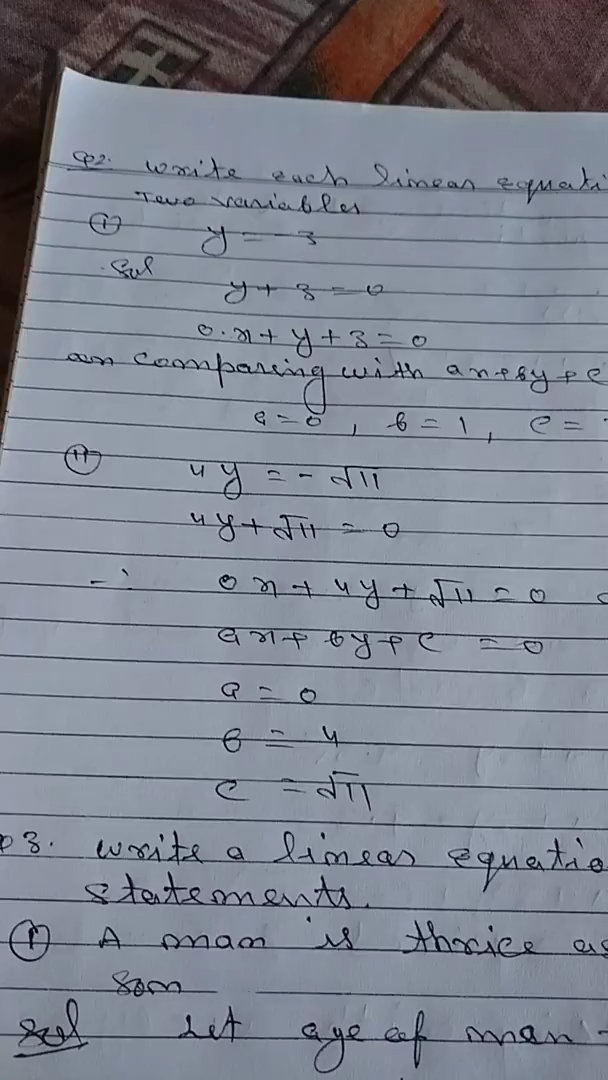 Q2. Write each linear equati
Two variables
(i) y = -3
Sol
y + 3 = 0
0.x + y + 3 = 0
on comparing with ax+by+c
a = 0, b = 1, c =
(ii) 4y = -√11
4y + √11 = 0
∴ 0x + 4y + √11 = 0
ax + by + c = 0
a = 0
b = 4
c = √11
3. Write a linear equatio
statements.
(i) A man is thrice as
son
Sol Let age of man